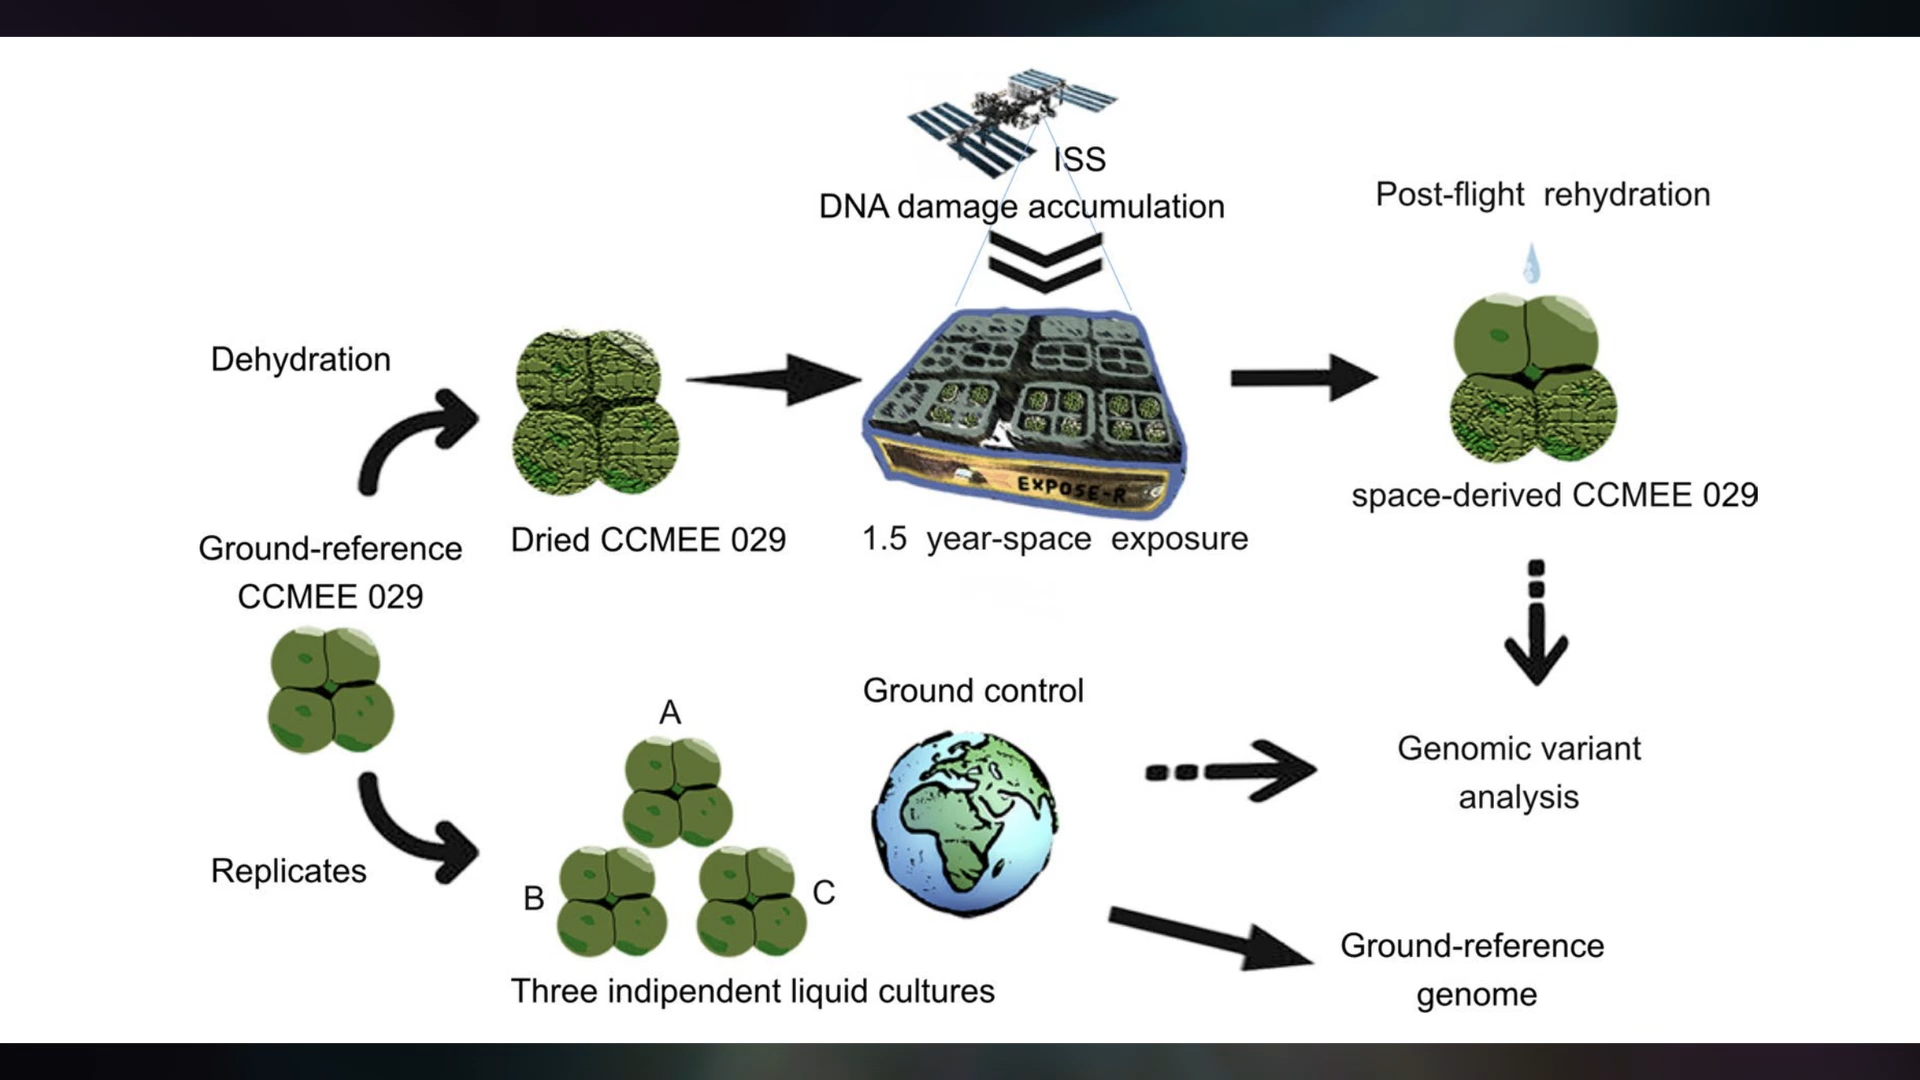 ISS
DNA damage accumulation
Post-flight rehydration
Dehydration
EXPOSE-R
space-derived CCMEE 029
Dried CCMEE 029
1.5 year-space exposure
Ground-reference
CCMEE 029
Ground control
A
Genomic variant
analysis
Replicates
B
C
Ground-reference
genome
Three indipendent liquid cultures